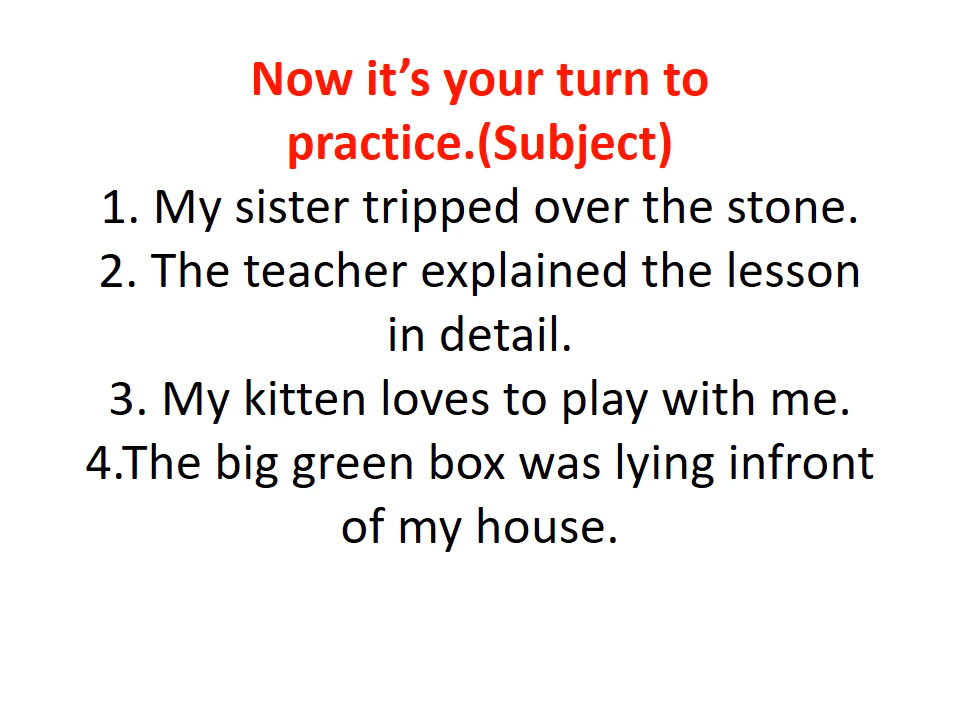 Now it’s your turn to
practice.(Subject)
1. My sister tripped over the stone.
2. The teacher explained the lesson
in detail.
3. My kitten loves to play with me.
4.The big green box was lying infront
of my house.